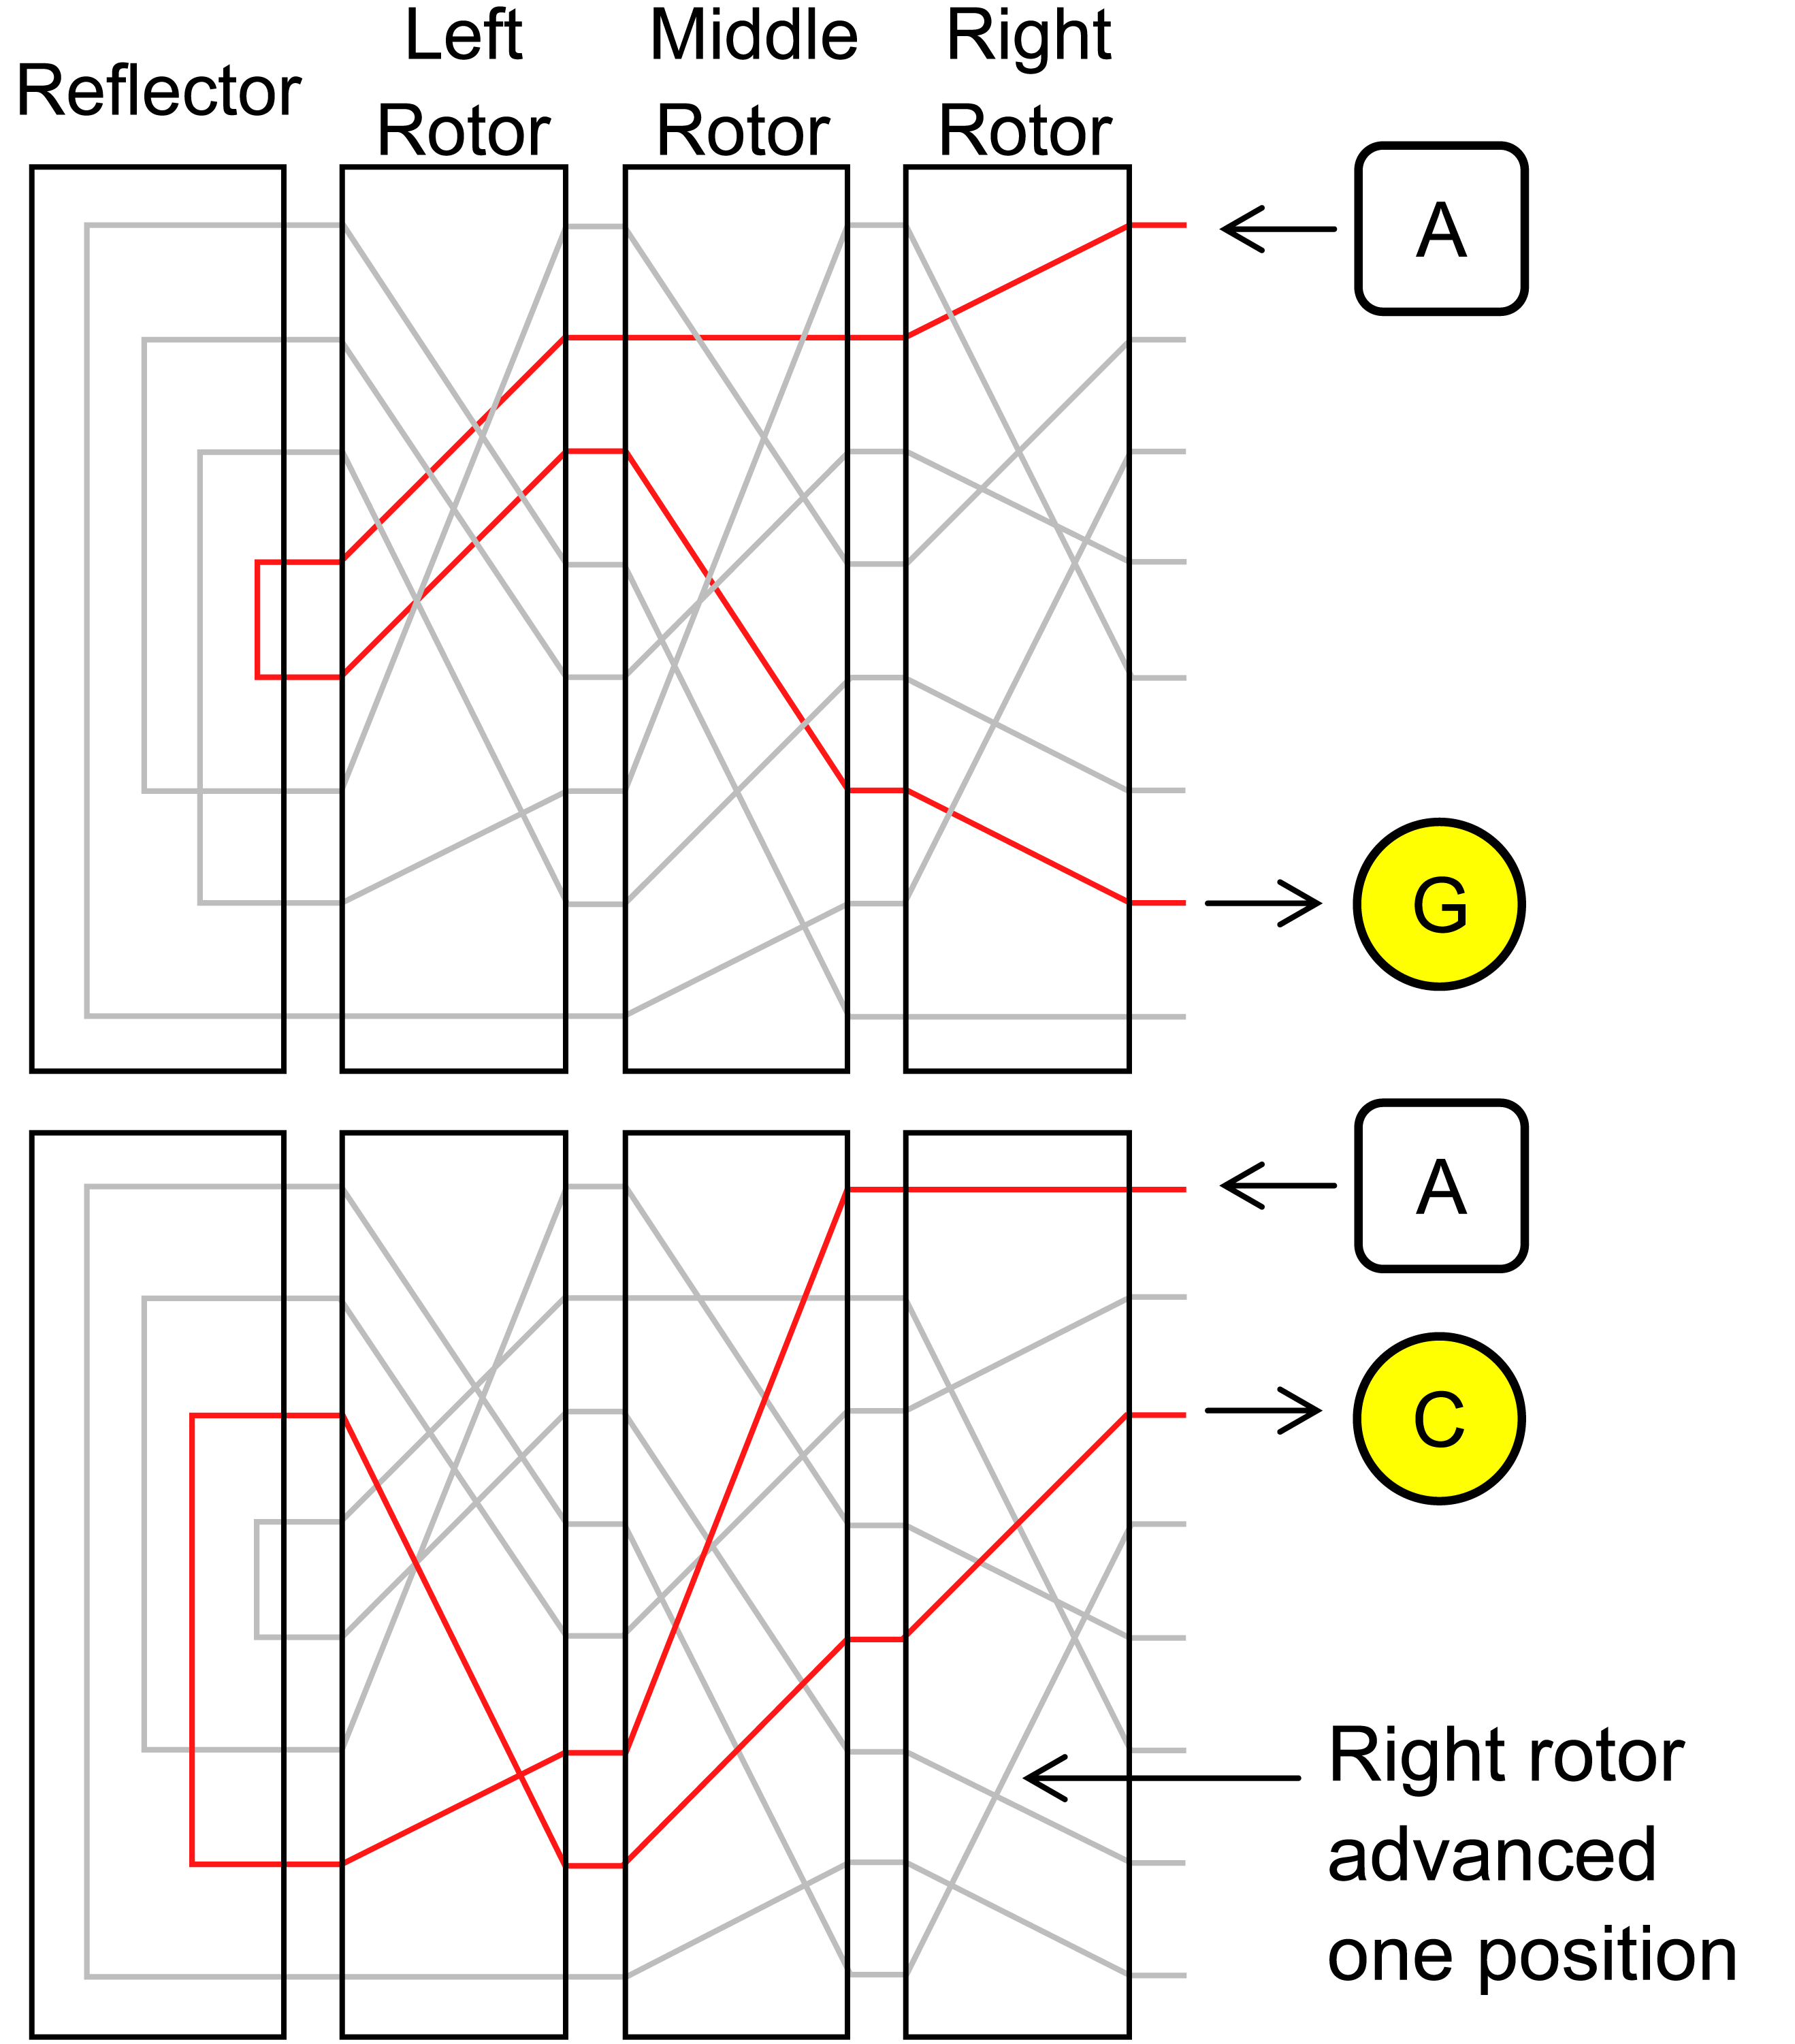 Reflector
Left
Rotor
Middle
Rotor
Right
Rotor
A
G
A
C
Right rotor
advanced
one position